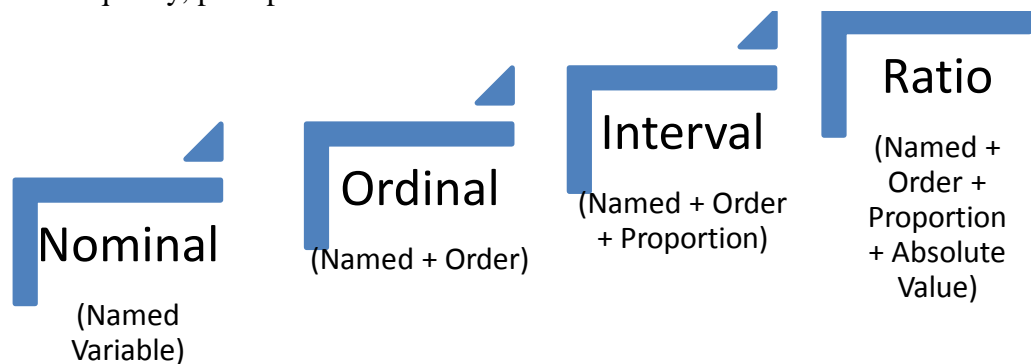 Nominal
(Named
Variable)
Ordinal
(Named + Order)
Interval
(Named + Order
+ Proportion)
Ratio
(Named +
Order +
Proportion
+ Absolute
Value)